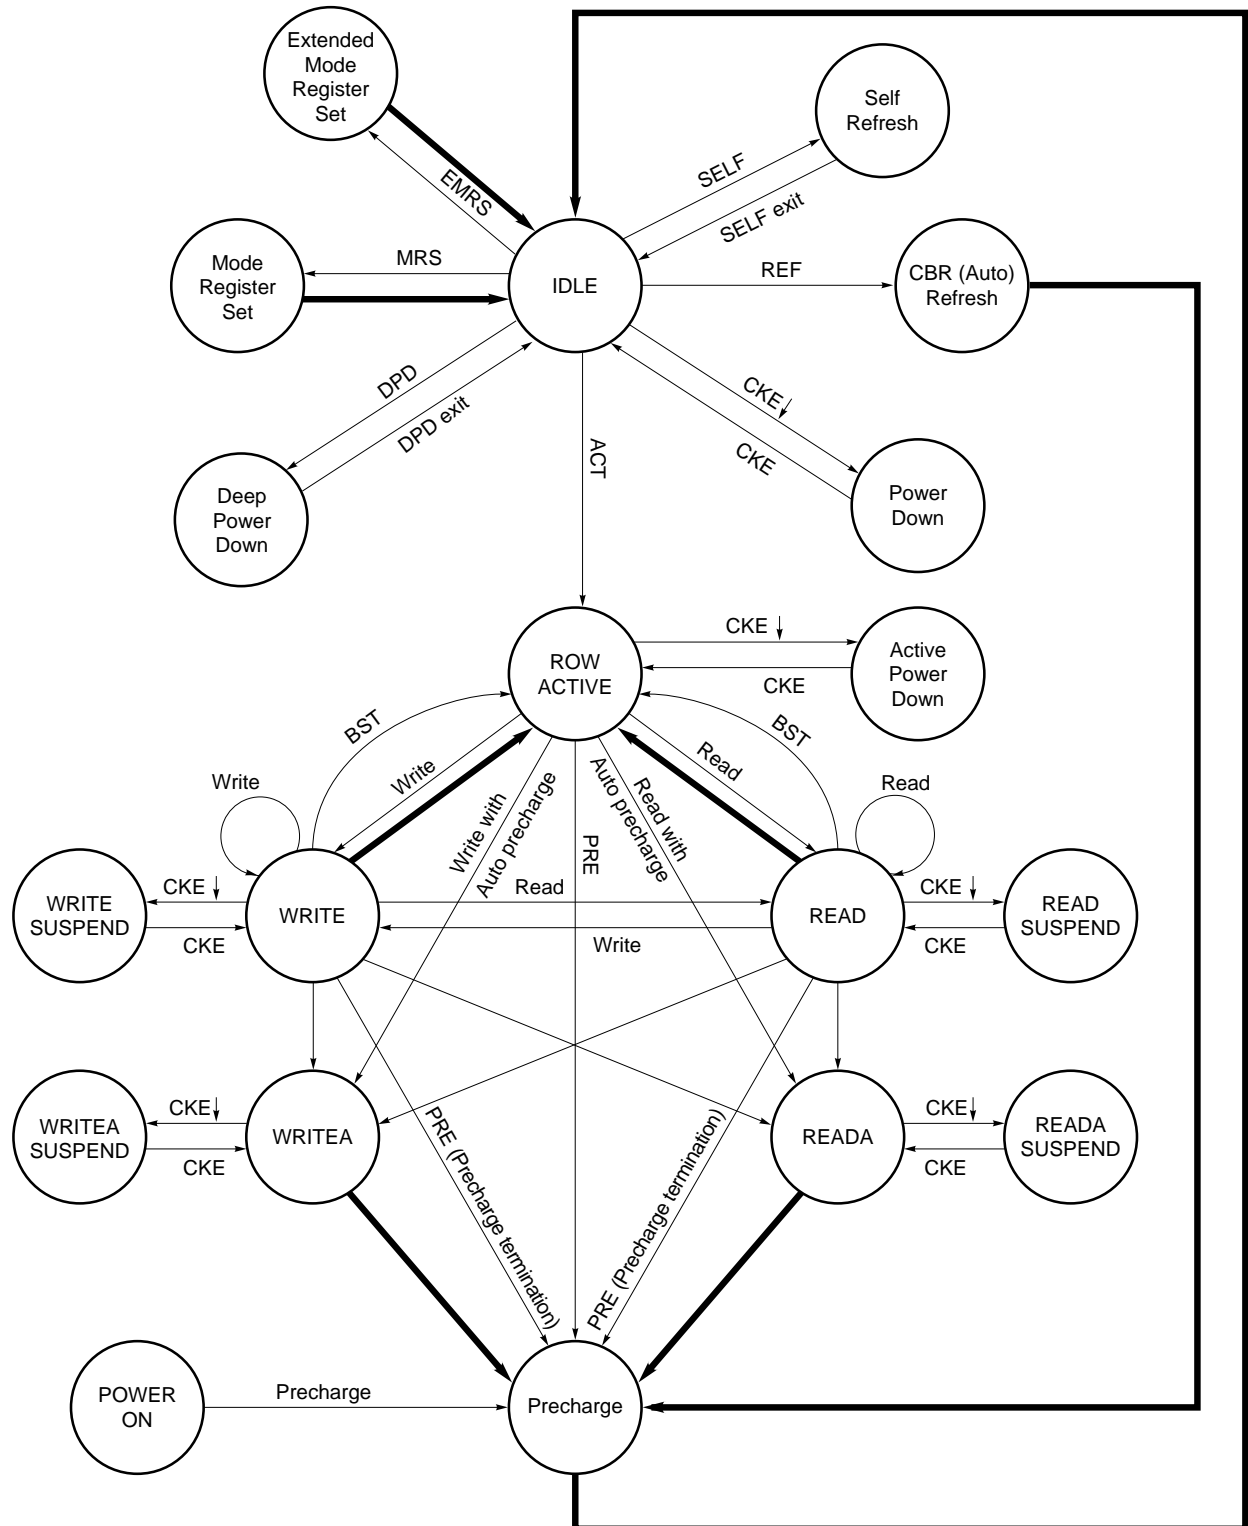 Extended
Mode
Register
Set
Self
Refresh
EMRS
SELF
SELF exit
Mode
Register
Set
MRS
IDLE
REF
CBR (Auto)
Refresh
DPD
DPD exit
CKE
CKE
ACT
Deep
Power
Down
Power
Down
ROW
ACTIVE
CKE
CKE
Active
Power
Down
BST
BST
Write
Read
Write
Write with
Auto precharge
PRE
Read with
Auto precharge
Read
WRITE
SUSPEND
CKE
CKE
WRITE
Read
Write
READ
CKE
CKE
READ
SUSPEND
WRITEA
SUSPEND
CKE
CKE
WRITEA
PRE (Precharge termination)
PRE (Precharge termination)
READA
CKE
CKE
READA
SUSPEND
POWER
ON
Precharge
Precharge